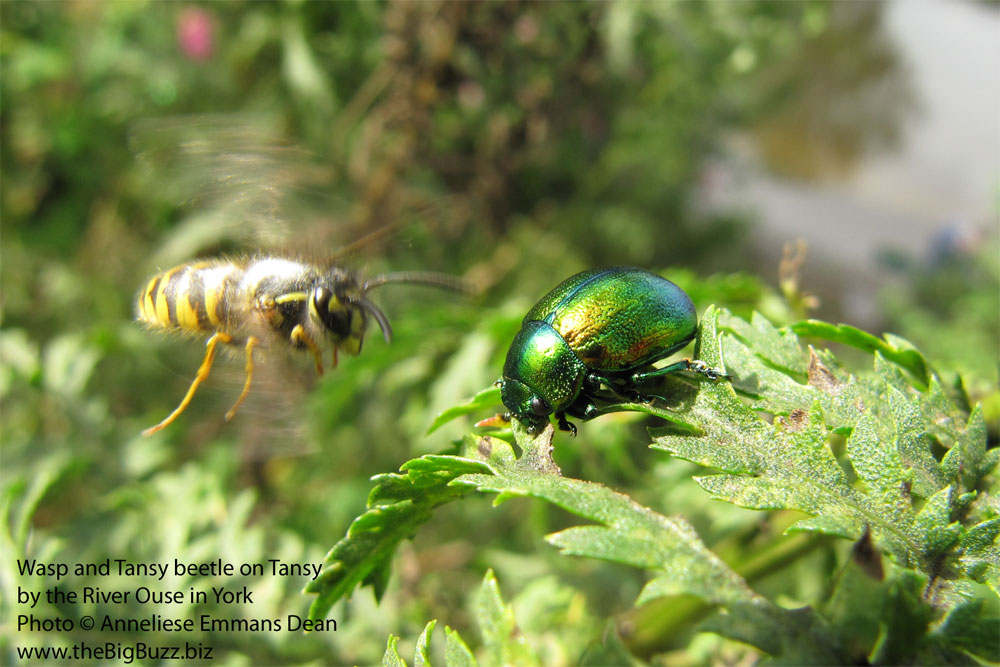 Wasp and Tansy beetle on Tansy
by the River Ouse in York
Photo © Anneliese Emmans Dean
www.theBigBuzz.biz